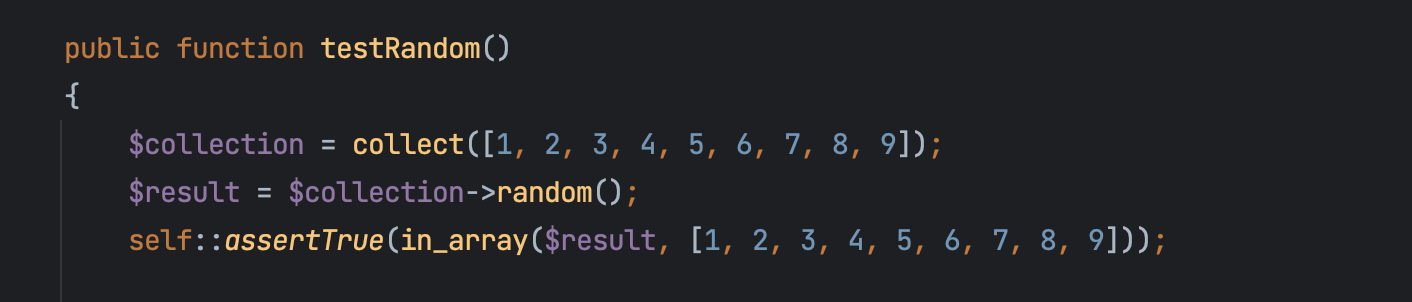 public function testRandom()
{
$collection = collect([1, 2, 3, 4, 5, 6, 7, 8, 9]);
$result = $collection->random();
self::assertTrue(in_array($result, [1, 2, 3, 4, 5, 6, 7, 8, 9]));